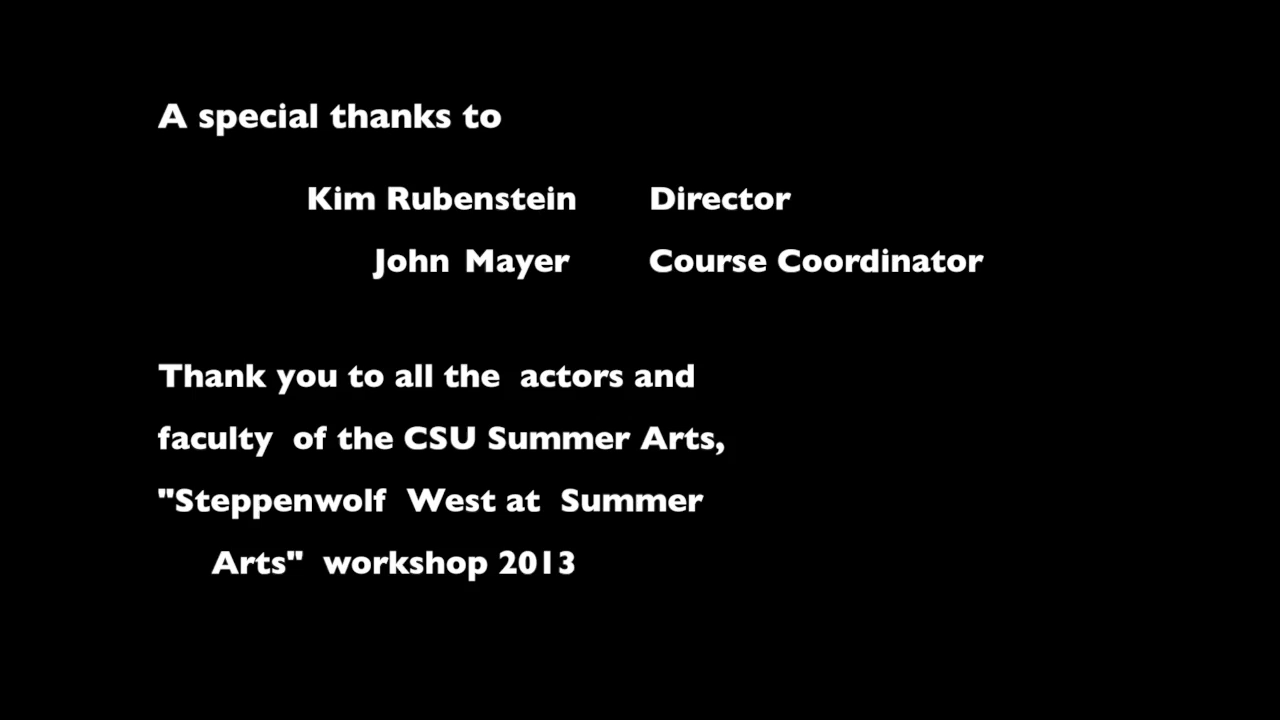 A special thanks to
Kim Rubenstein Director
John Mayer Course Coordinator
Thank you to all the actors and
faculty of the CSU Summer Arts,
"Steppenwolf West at Summer
Arts" workshop 2013